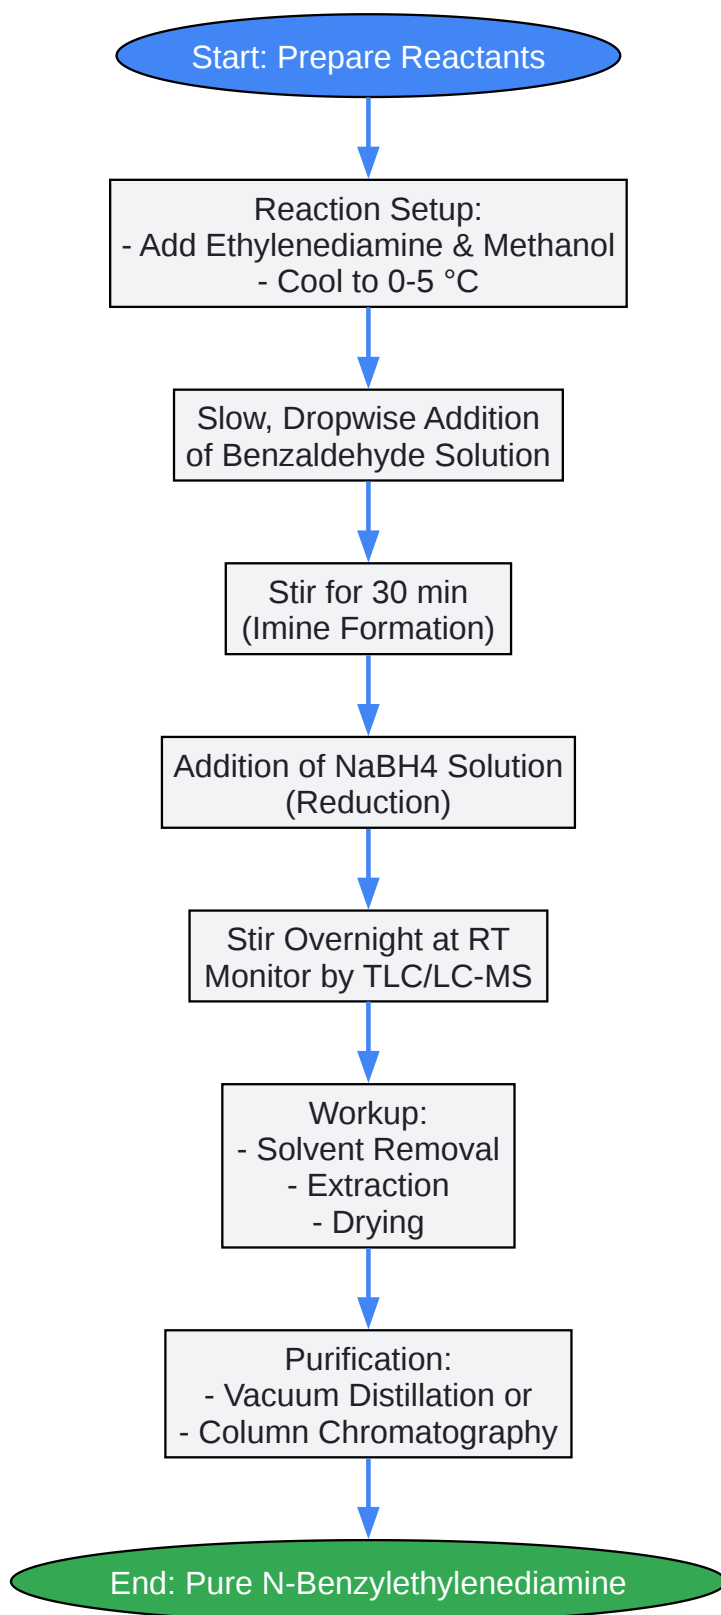 Start: Prepare Reactants
Reaction Setup:
- Add Ethylenediamine & Methanol
- Cool to 0-5 °C
Slow, Dropwise Addition
of Benzaldehyde Solution
Stir for 30 min
(Imine Formation)
Addition of NaBH4 Solution
(Reduction)
Stir Overnight at RT
Monitor by TLC/LC-MS
Workup:
- Solvent Removal
- Extraction
- Drying
Purification:
- Vacuum Distillation or
- Column Chromatography
End: Pure N-Benzylethylenediamine